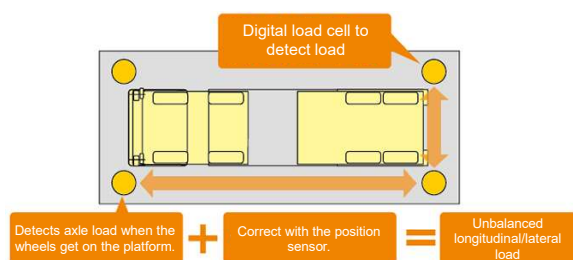 Digital load cell to
detect load
Detects axle load when the
wheels get on the platform.
+
Correct with the position
sensor.
=
Unbalanced
longitudinal/lateral
load